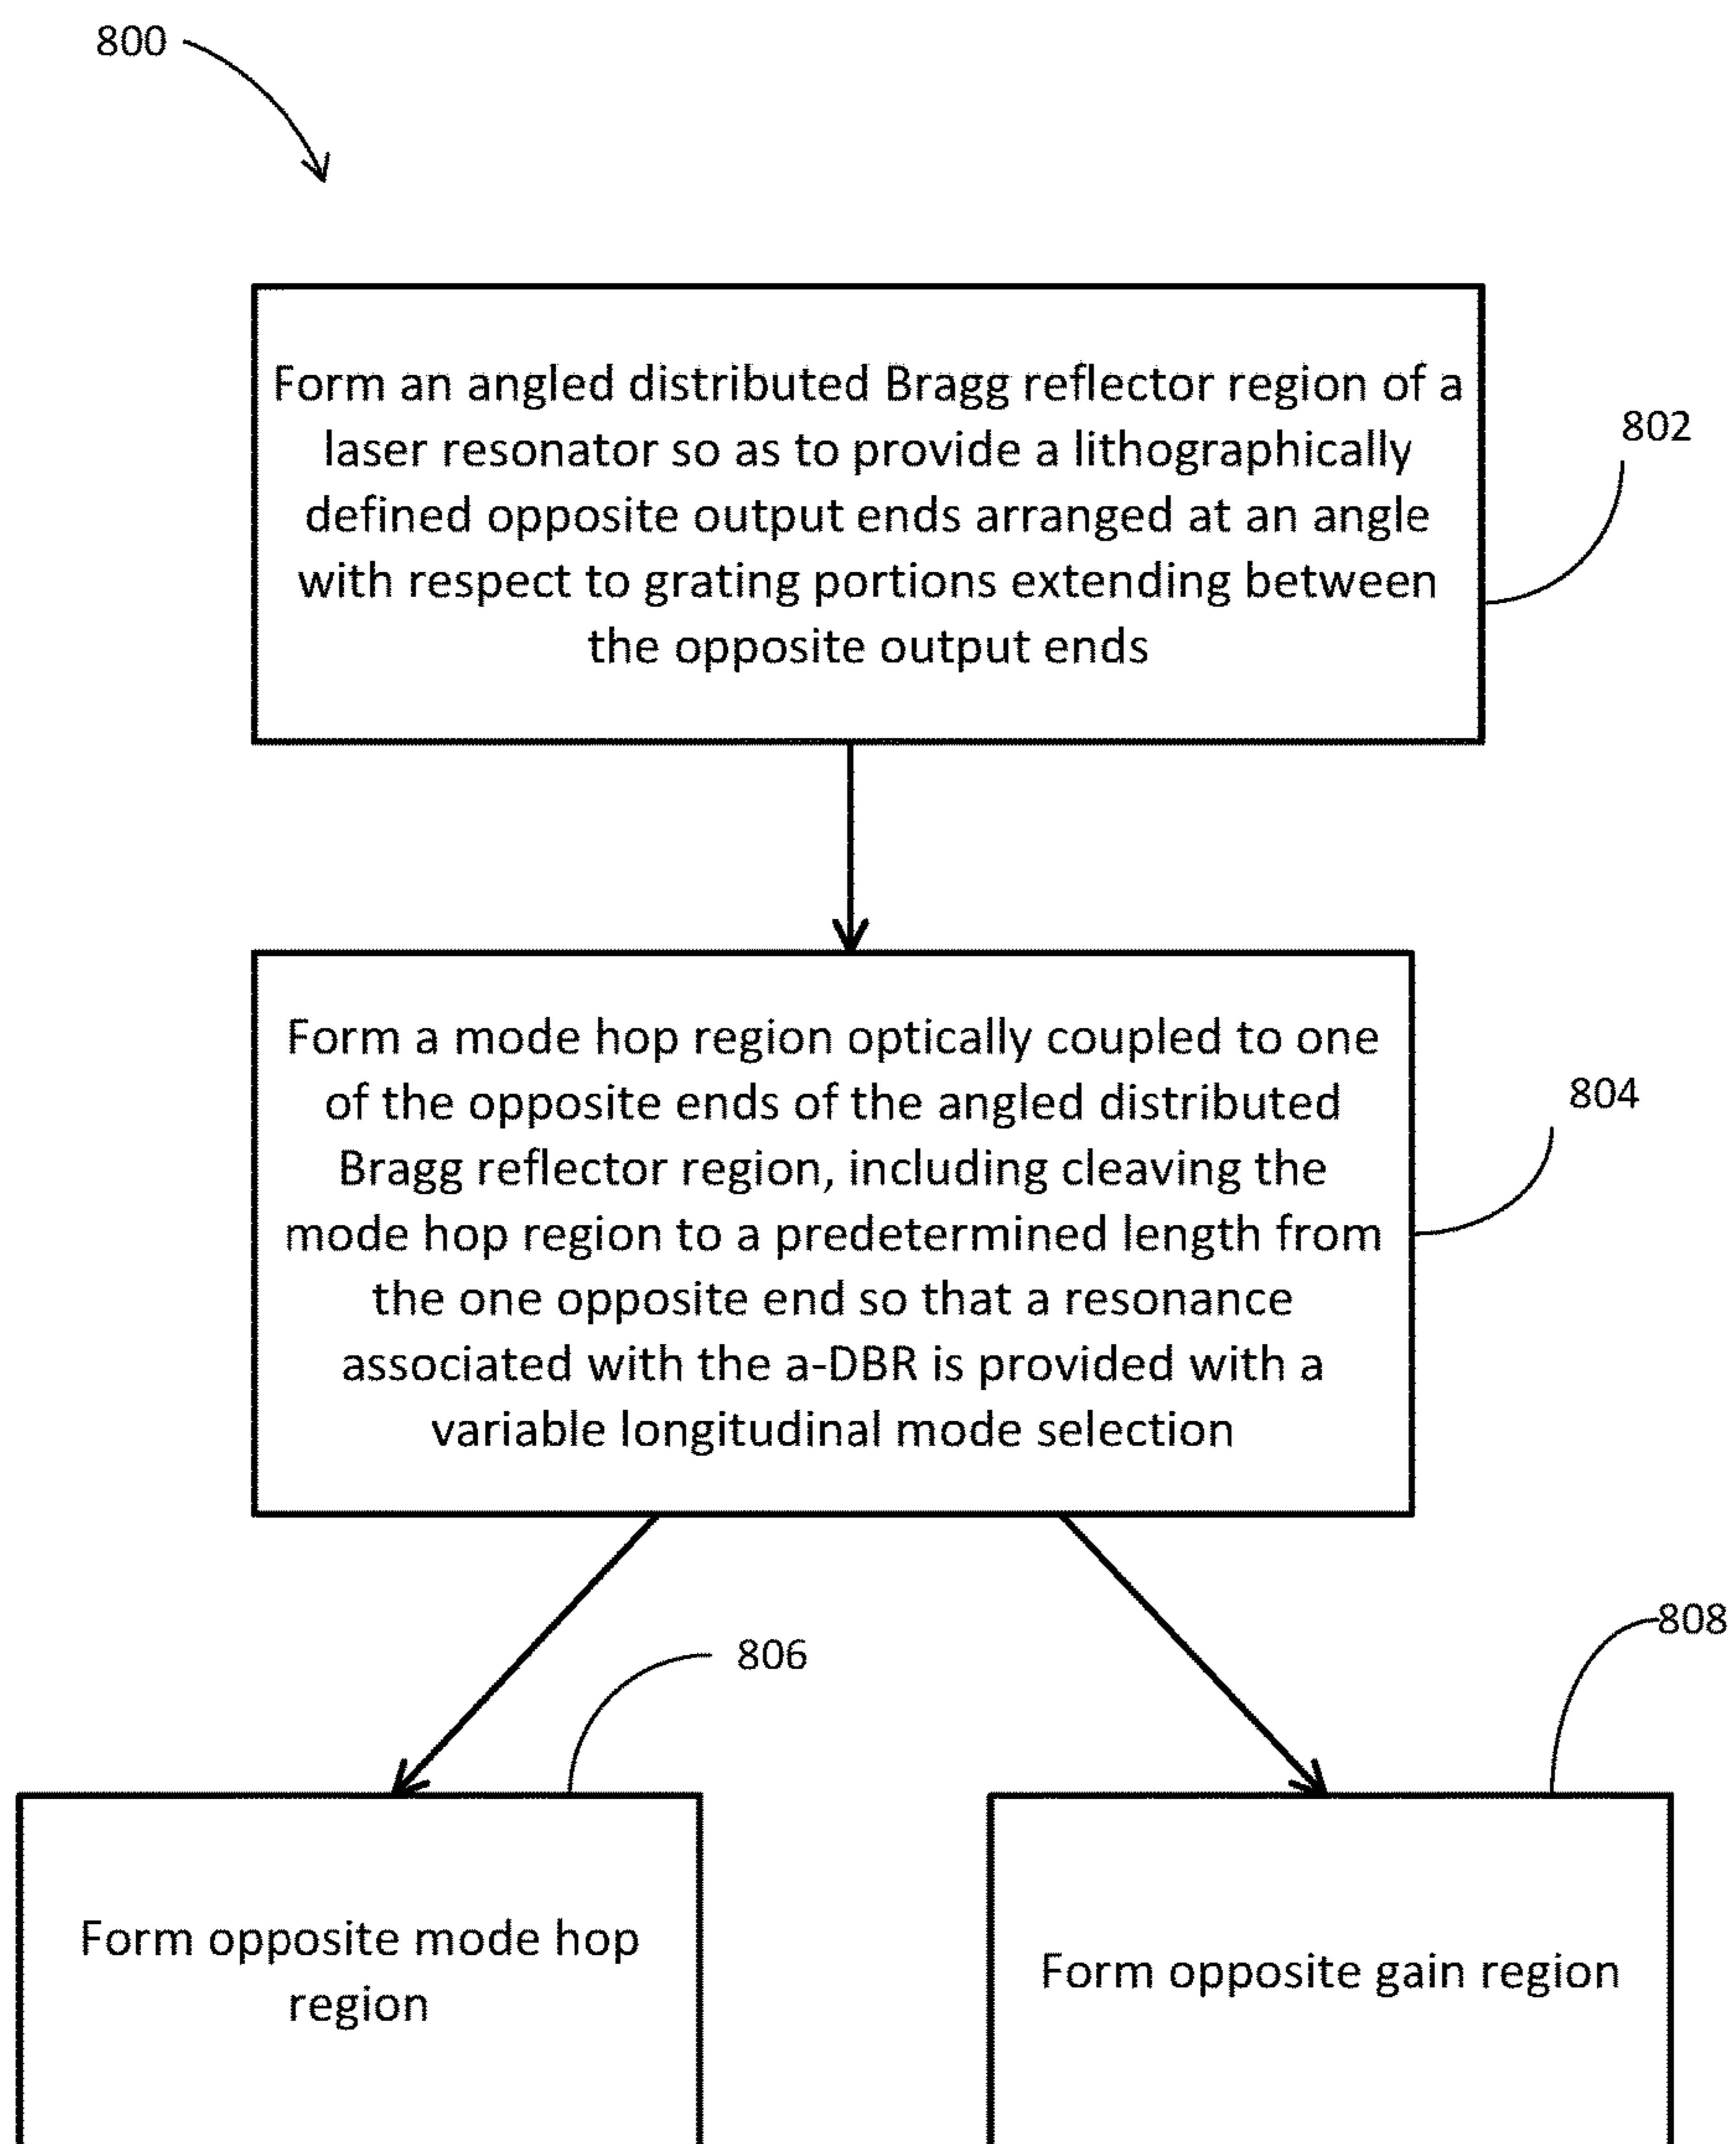 800
Form an angled distributed Bragg reflector region of a
laser resonator so as to provide a lithographically
defined opposite output ends arranged at an angle
with respect to grating portions extending between
the opposite output ends
802
Form a mode hop region optically coupled to one
of the opposite ends of the angled distributed
Bragg reflector region, including cleaving the
mode hop region to a predetermined length from
the one opposite end so that a resonance
associated with the a-DBR is provided with a
variable longitudinal mode selection
804
806
808
Form opposite mode hop
region
Form opposite gain region